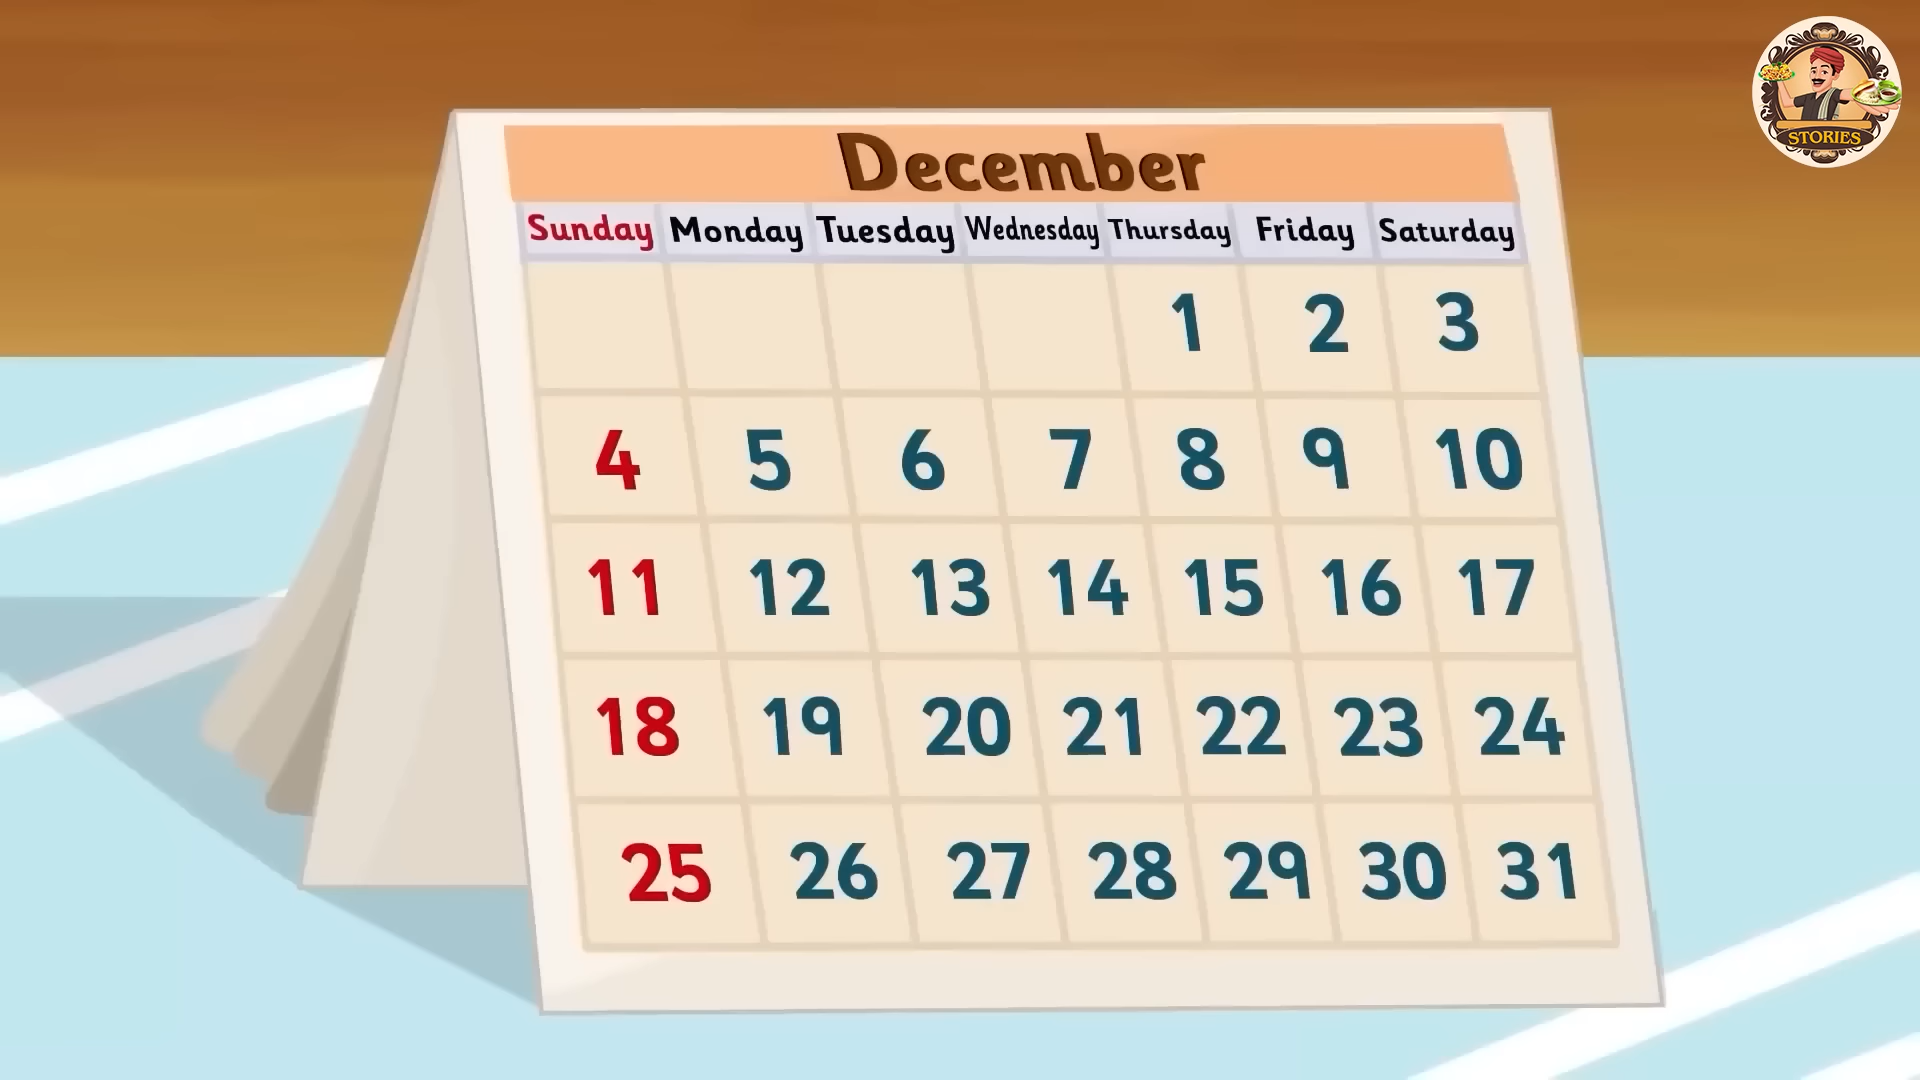 STORIES
December
Sunday Monday Tuesday Wednesday Thursday Friday Saturday
1 2 3
4 5 6 7 8 9 10
11 12 13 14 15 16 17
18 19 20 21 22 23 24
25 26 27 28 29 30 31